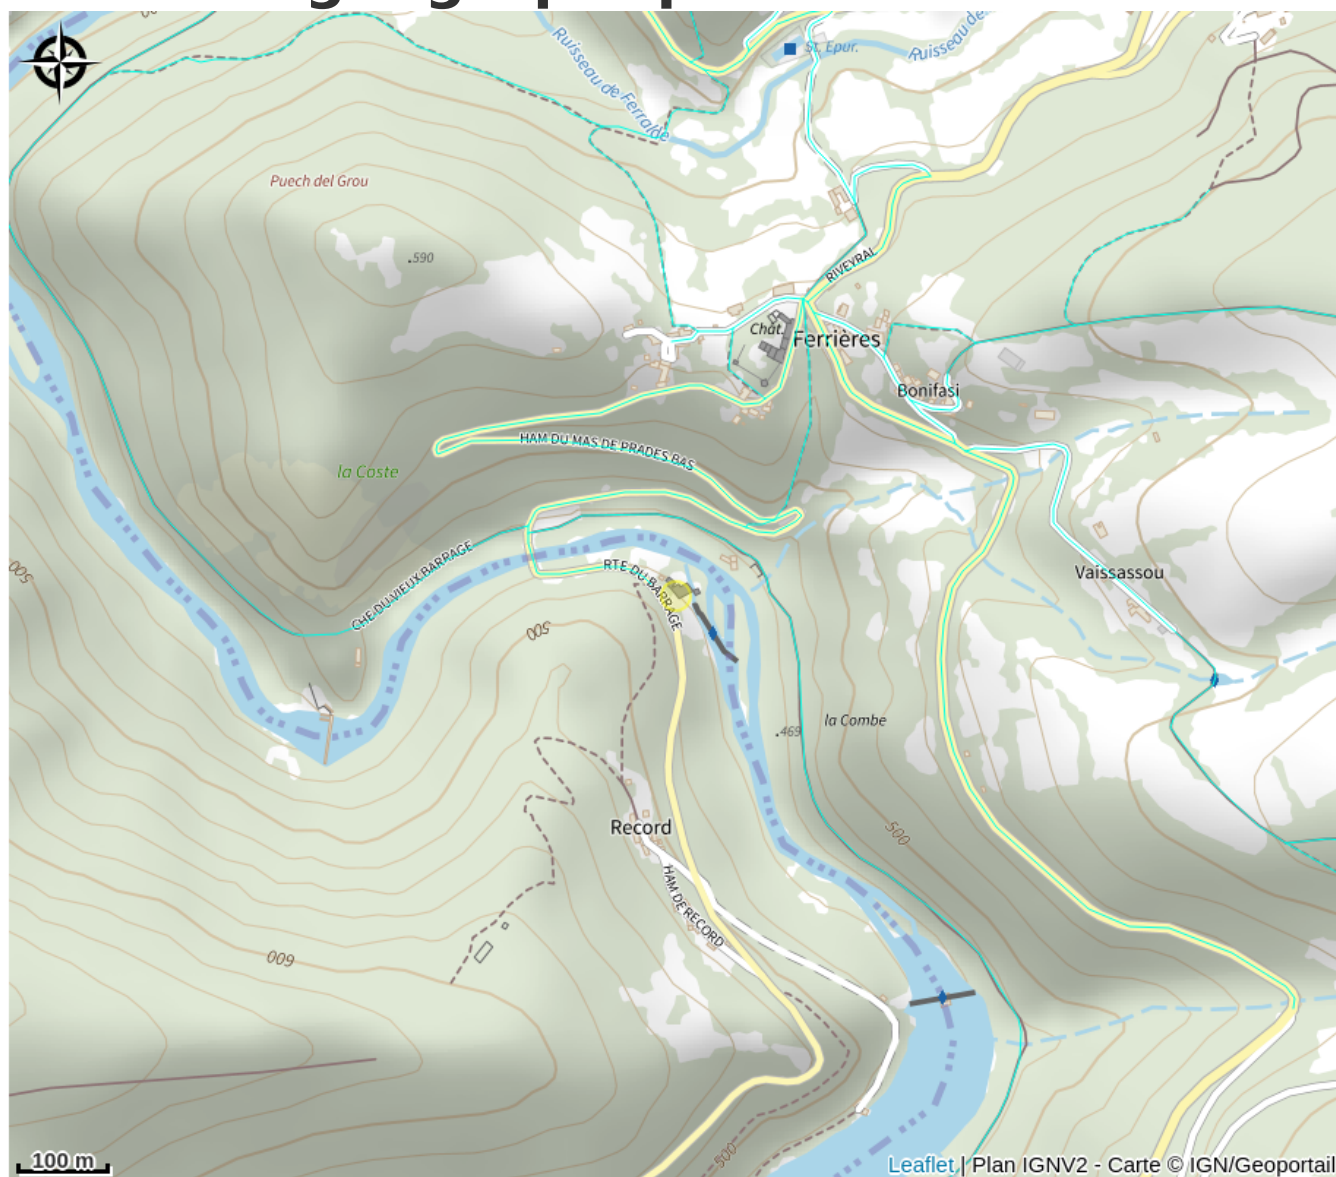 Ruisseau de Ferralde
St. Epur.
Ruisseau de
Puech del Grou
590
RIVEYRAL
Chât.
Ferrières
Bonifasi
HAM DU MAS DE PRADES BAS
la Coste
500
CHE DU VIEUX BARRAGE
RTE DU BARRAGE
Vaissassou
500
la Combe
469
Record
500
HAM DE RECORD
600
500
100 m
Leaflet | Plan IGNV2 - Carte © IGN/Geoportail